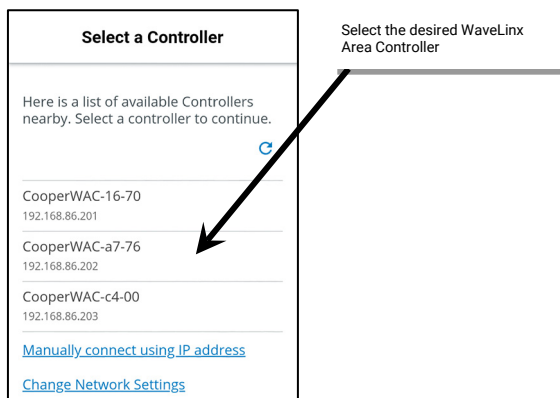 Select a Controller
Select the desired WaveLinx
Area Controller
Here is a list of available Controllers
nearby. Select a controller to continue.
CooperWAC-16-70
192.168.86.201
CooperWAC-a7-76
192.168.86.202
CooperWAC-c4-00
192.168.86.203
Manually connect using IP address
Change Network Settings